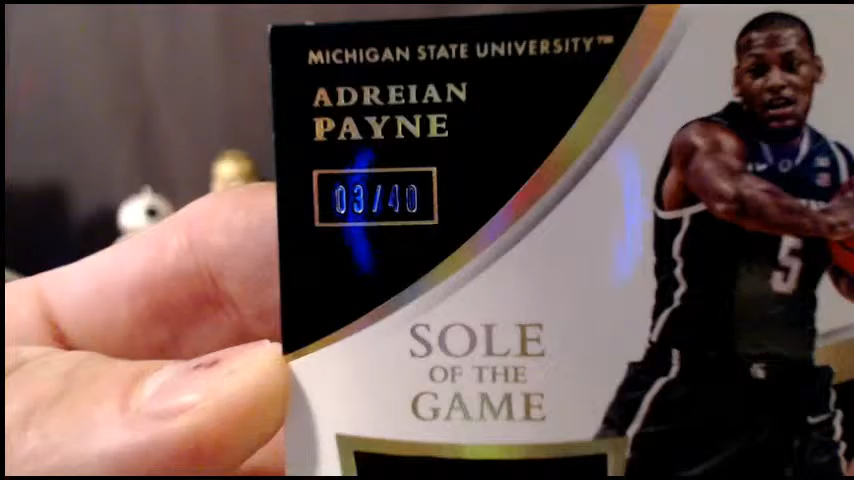 MICHIGAN STATE UNIVERSITY™
ADREIAN
PAYNE
03/40
SOLE
OF THE
GAME
5